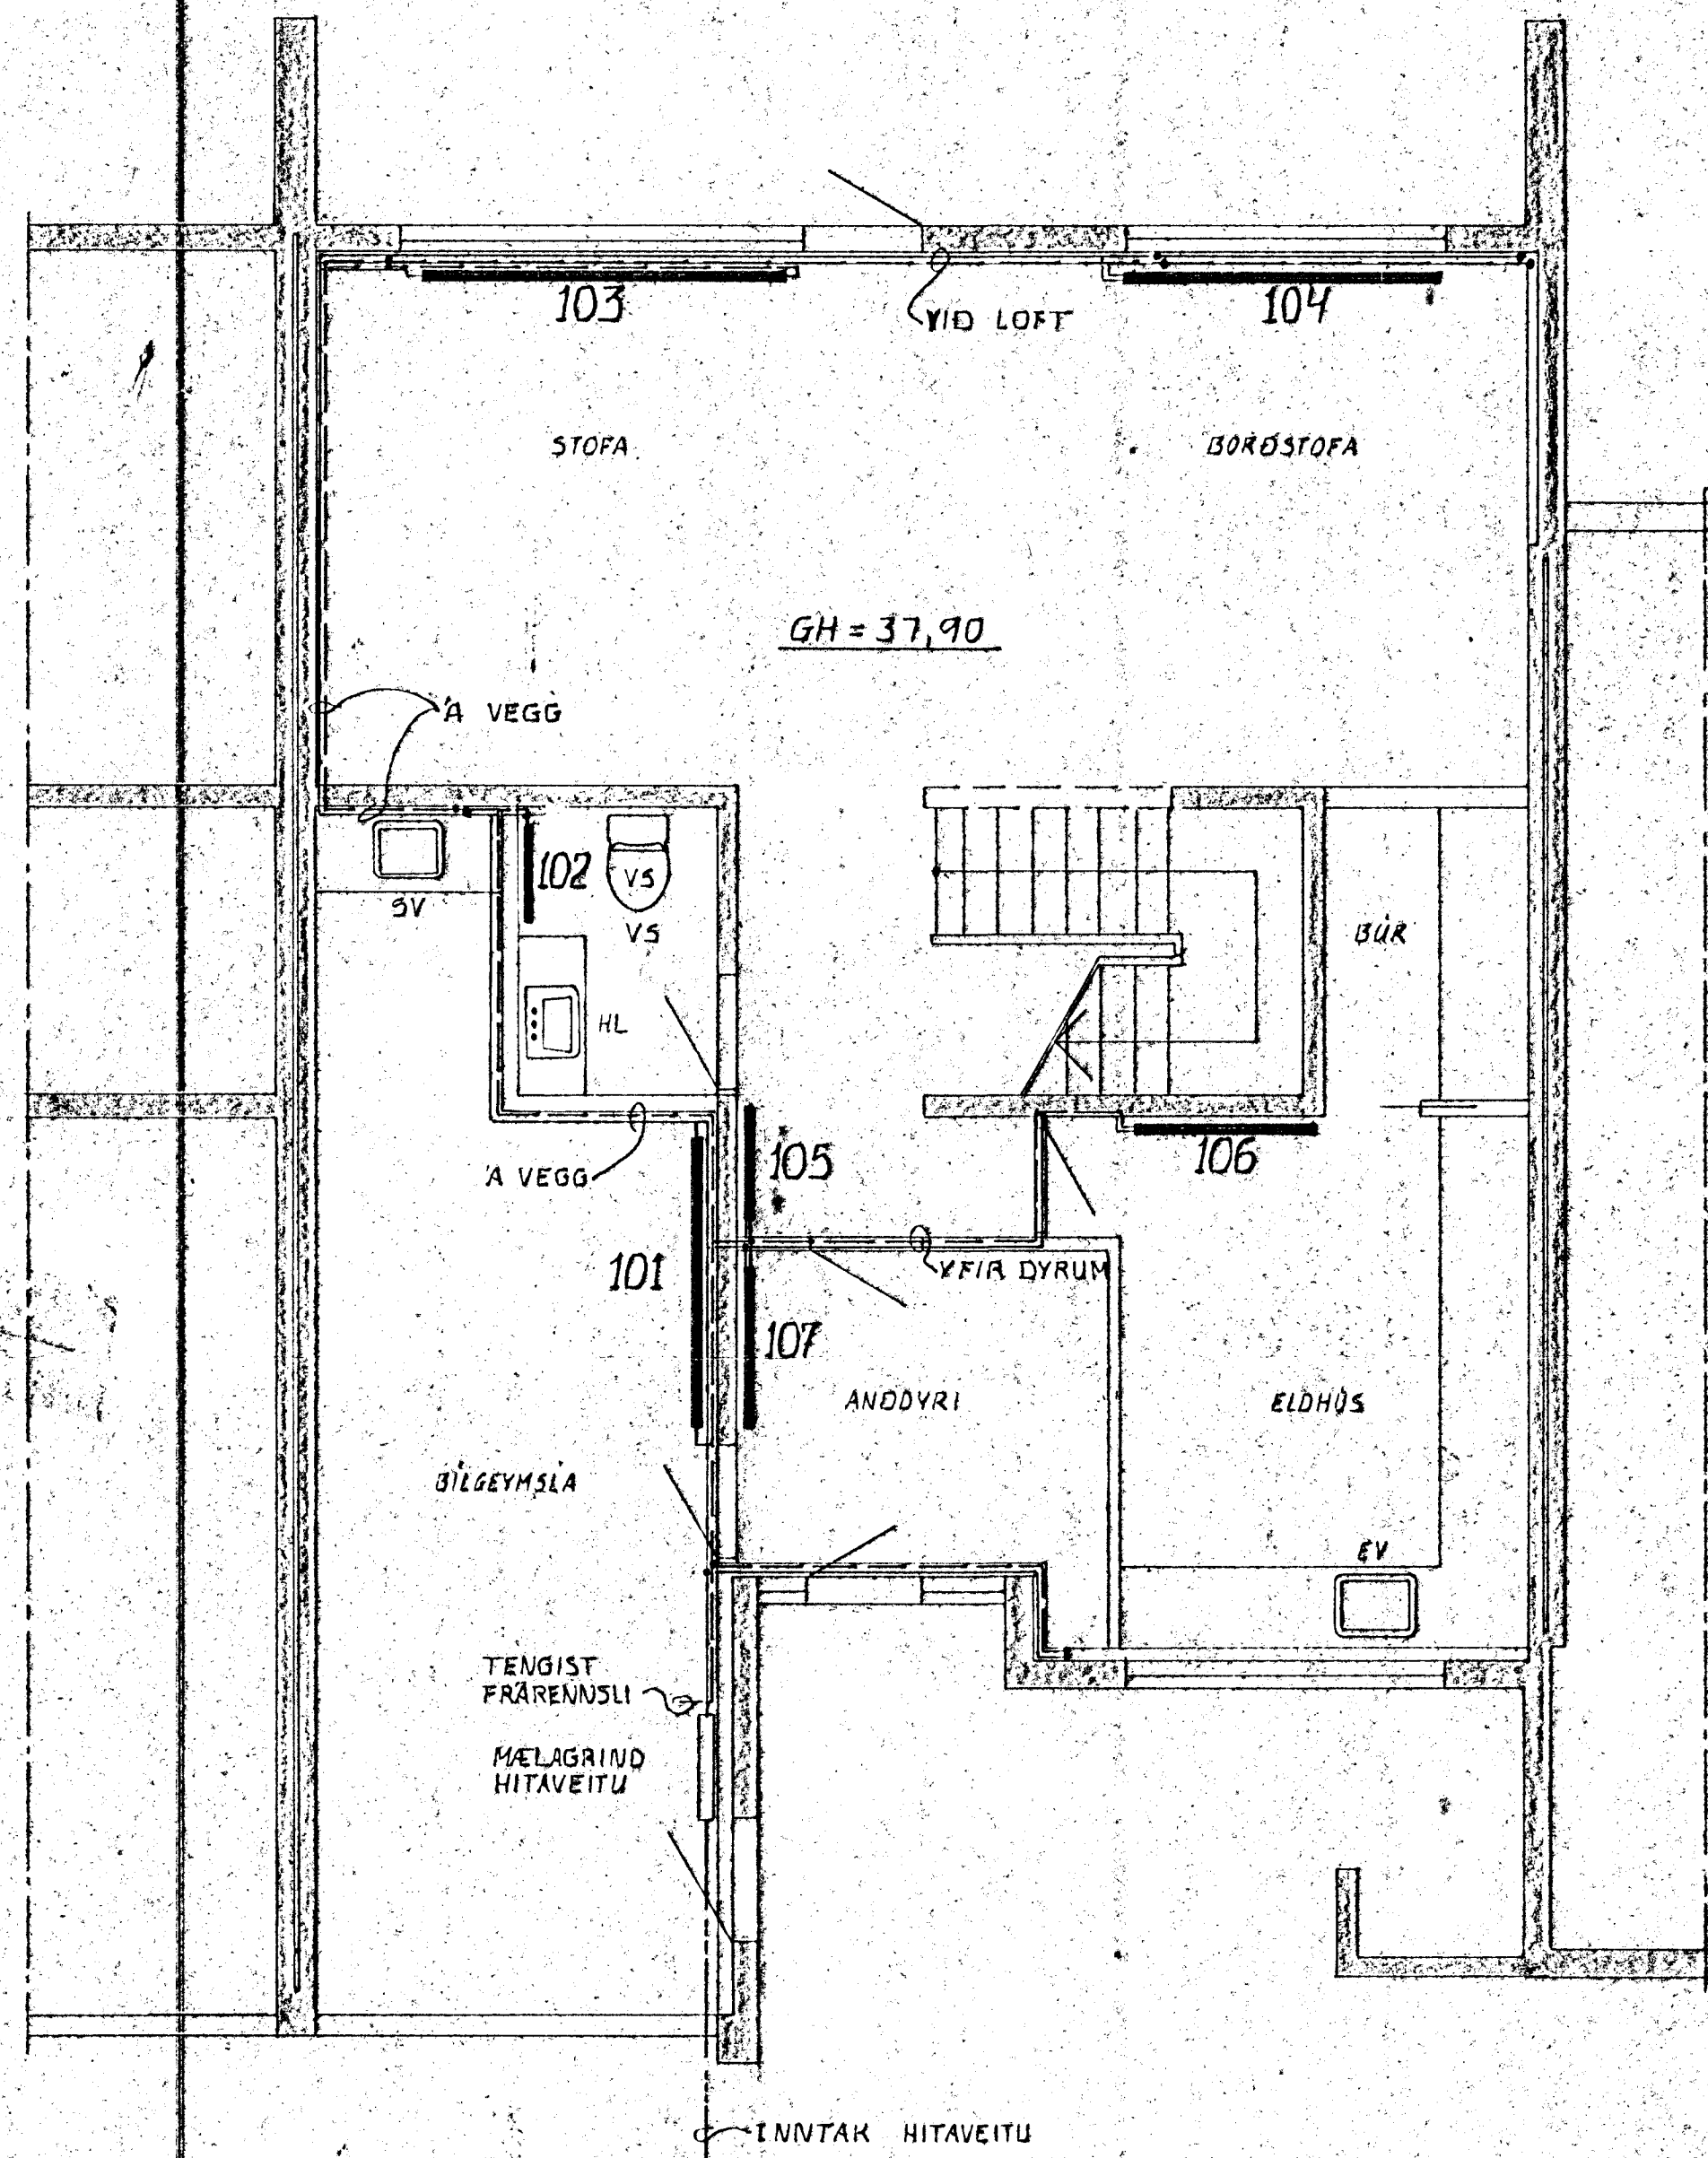 103
VIÐ LOFT
104
STOFA
BORÐSTOFA
GH = 37,90
Á VEGG
102
VS
SV
VS
BÚR
HL
105
106
Á VEGG
101
YFIR DYRUM
107
ANDDYRI
ELDHÚS
BÍLGEYMSLA
EV
TENGIST
FRÁRENNSLI
MÆLAGRIND
HITAVEITU
INNTAK HITAVEITU